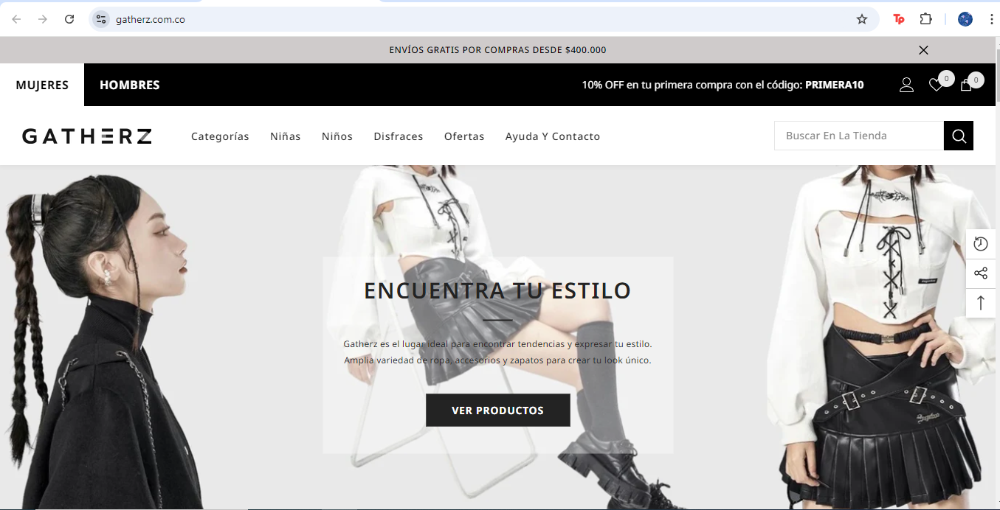 gatherz.com.co
Tp
ENVÍOS GRATIS POR COMPRAS DESDE $400.000
MUJERES
HOMBRES
10% OFF en tu primera compra con el código: PRIMERA10
0
0
GATHERZ
Categorías
Niñas
Niños
Disfraces
Ofertas
Ayuda Y Contacto
Buscar En La Tienda
ENCUENTRA TU ESTILO
Gatherz es el lugar ideal para encontrar tendencias y expresar tu estilo.
Amplia variedad de ropa, accesorios y zapatos para crear tu look único.
VER PRODUCTOS